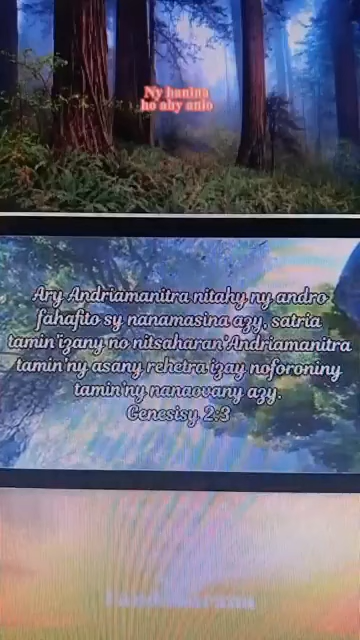 Ny hanina
ho ahy anio
Ary Andriamanitra nitahy ny andro
fahafito sy nanamasina azy, satria
tamin'izany no nitsaharan'Andriamanitra
tamin'ny asany rehetra izay noforoniny
tamin'ny nanaovany azy.
Genesisy 2:3